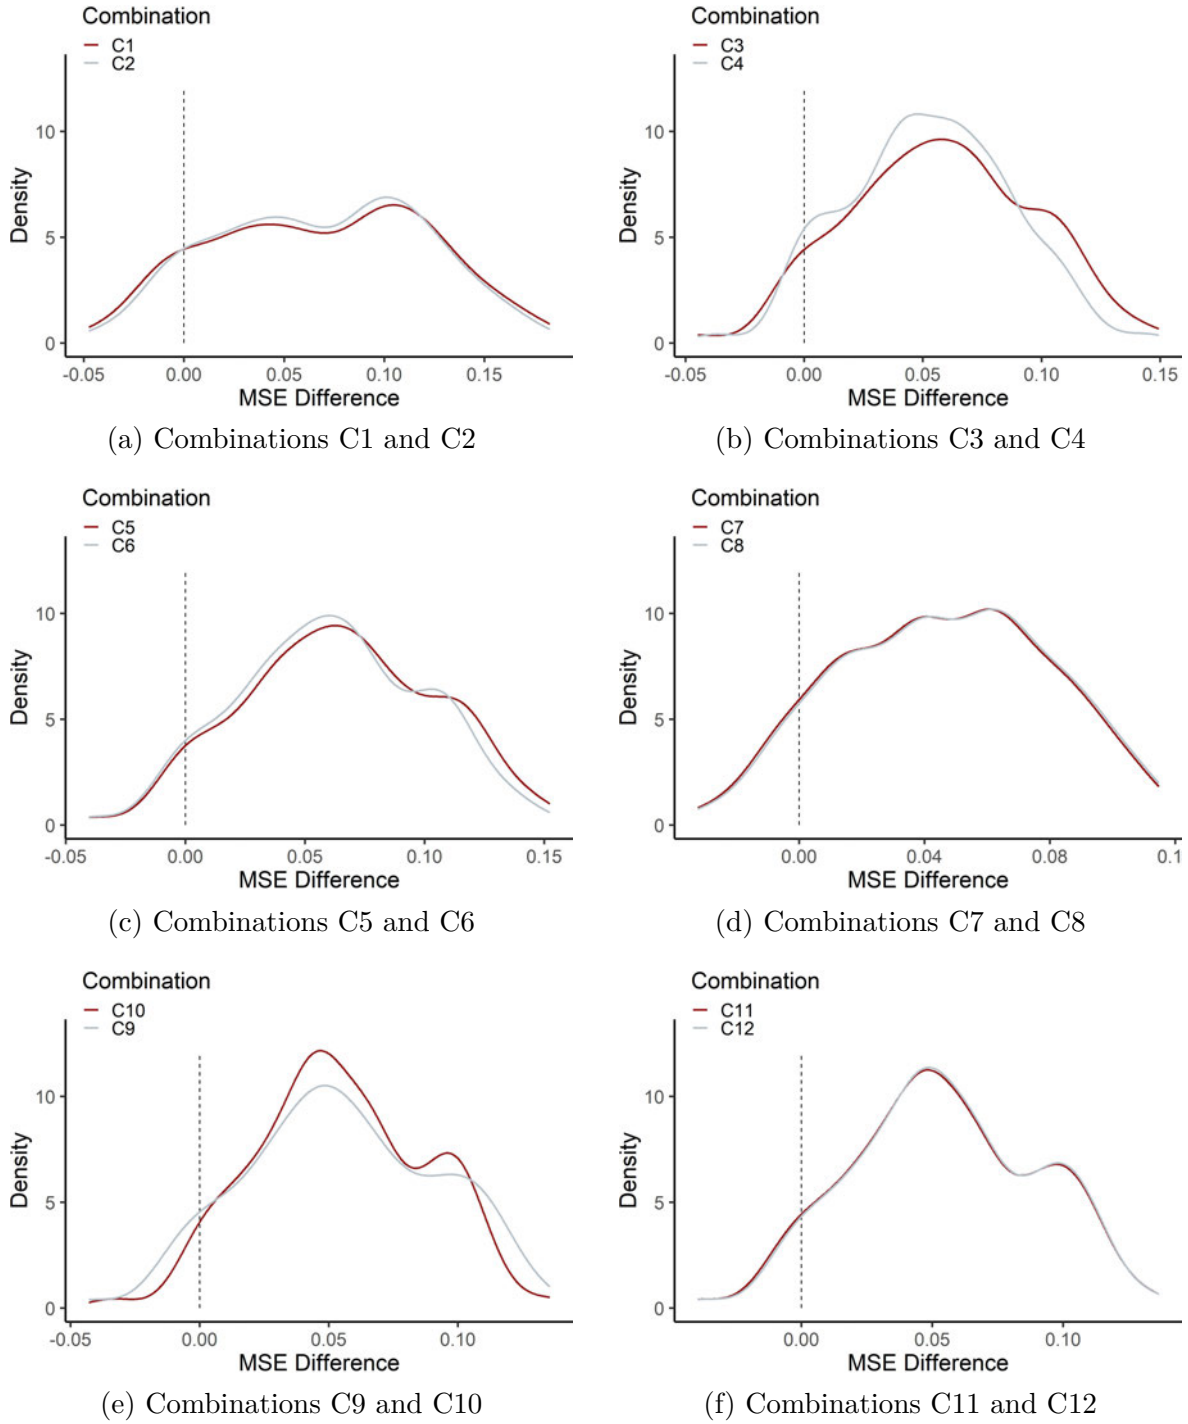 Combination
C1
C2
Density
10
5
0
-0.05 0.00 0.05 0.10 0.15
MSE Difference
(a) Combinations C1 and C2
Combination
C3
C4
Density
10
5
0
-0.05 0.00 0.05 0.10 0.15
MSE Difference
(b) Combinations C3 and C4
Combination
C5
C6
Density
10
5
0
-0.05 0.00 0.05 0.10 0.15
MSE Difference
(c) Combinations C5 and C6
Combination
C7
C8
Density
10
5
0
0.00 0.04 0.08 0.1
MSE Difference
(d) Combinations C7 and C8
Combination
C10
C9
Density
10
5
0
-0.05 0.00 0.05 0.10
MSE Difference
(e) Combinations C9 and C10
Combination
C11
C12
Density
10
5
0
0.00 0.05 0.10
MSE Difference
(f) Combinations C11 and C12